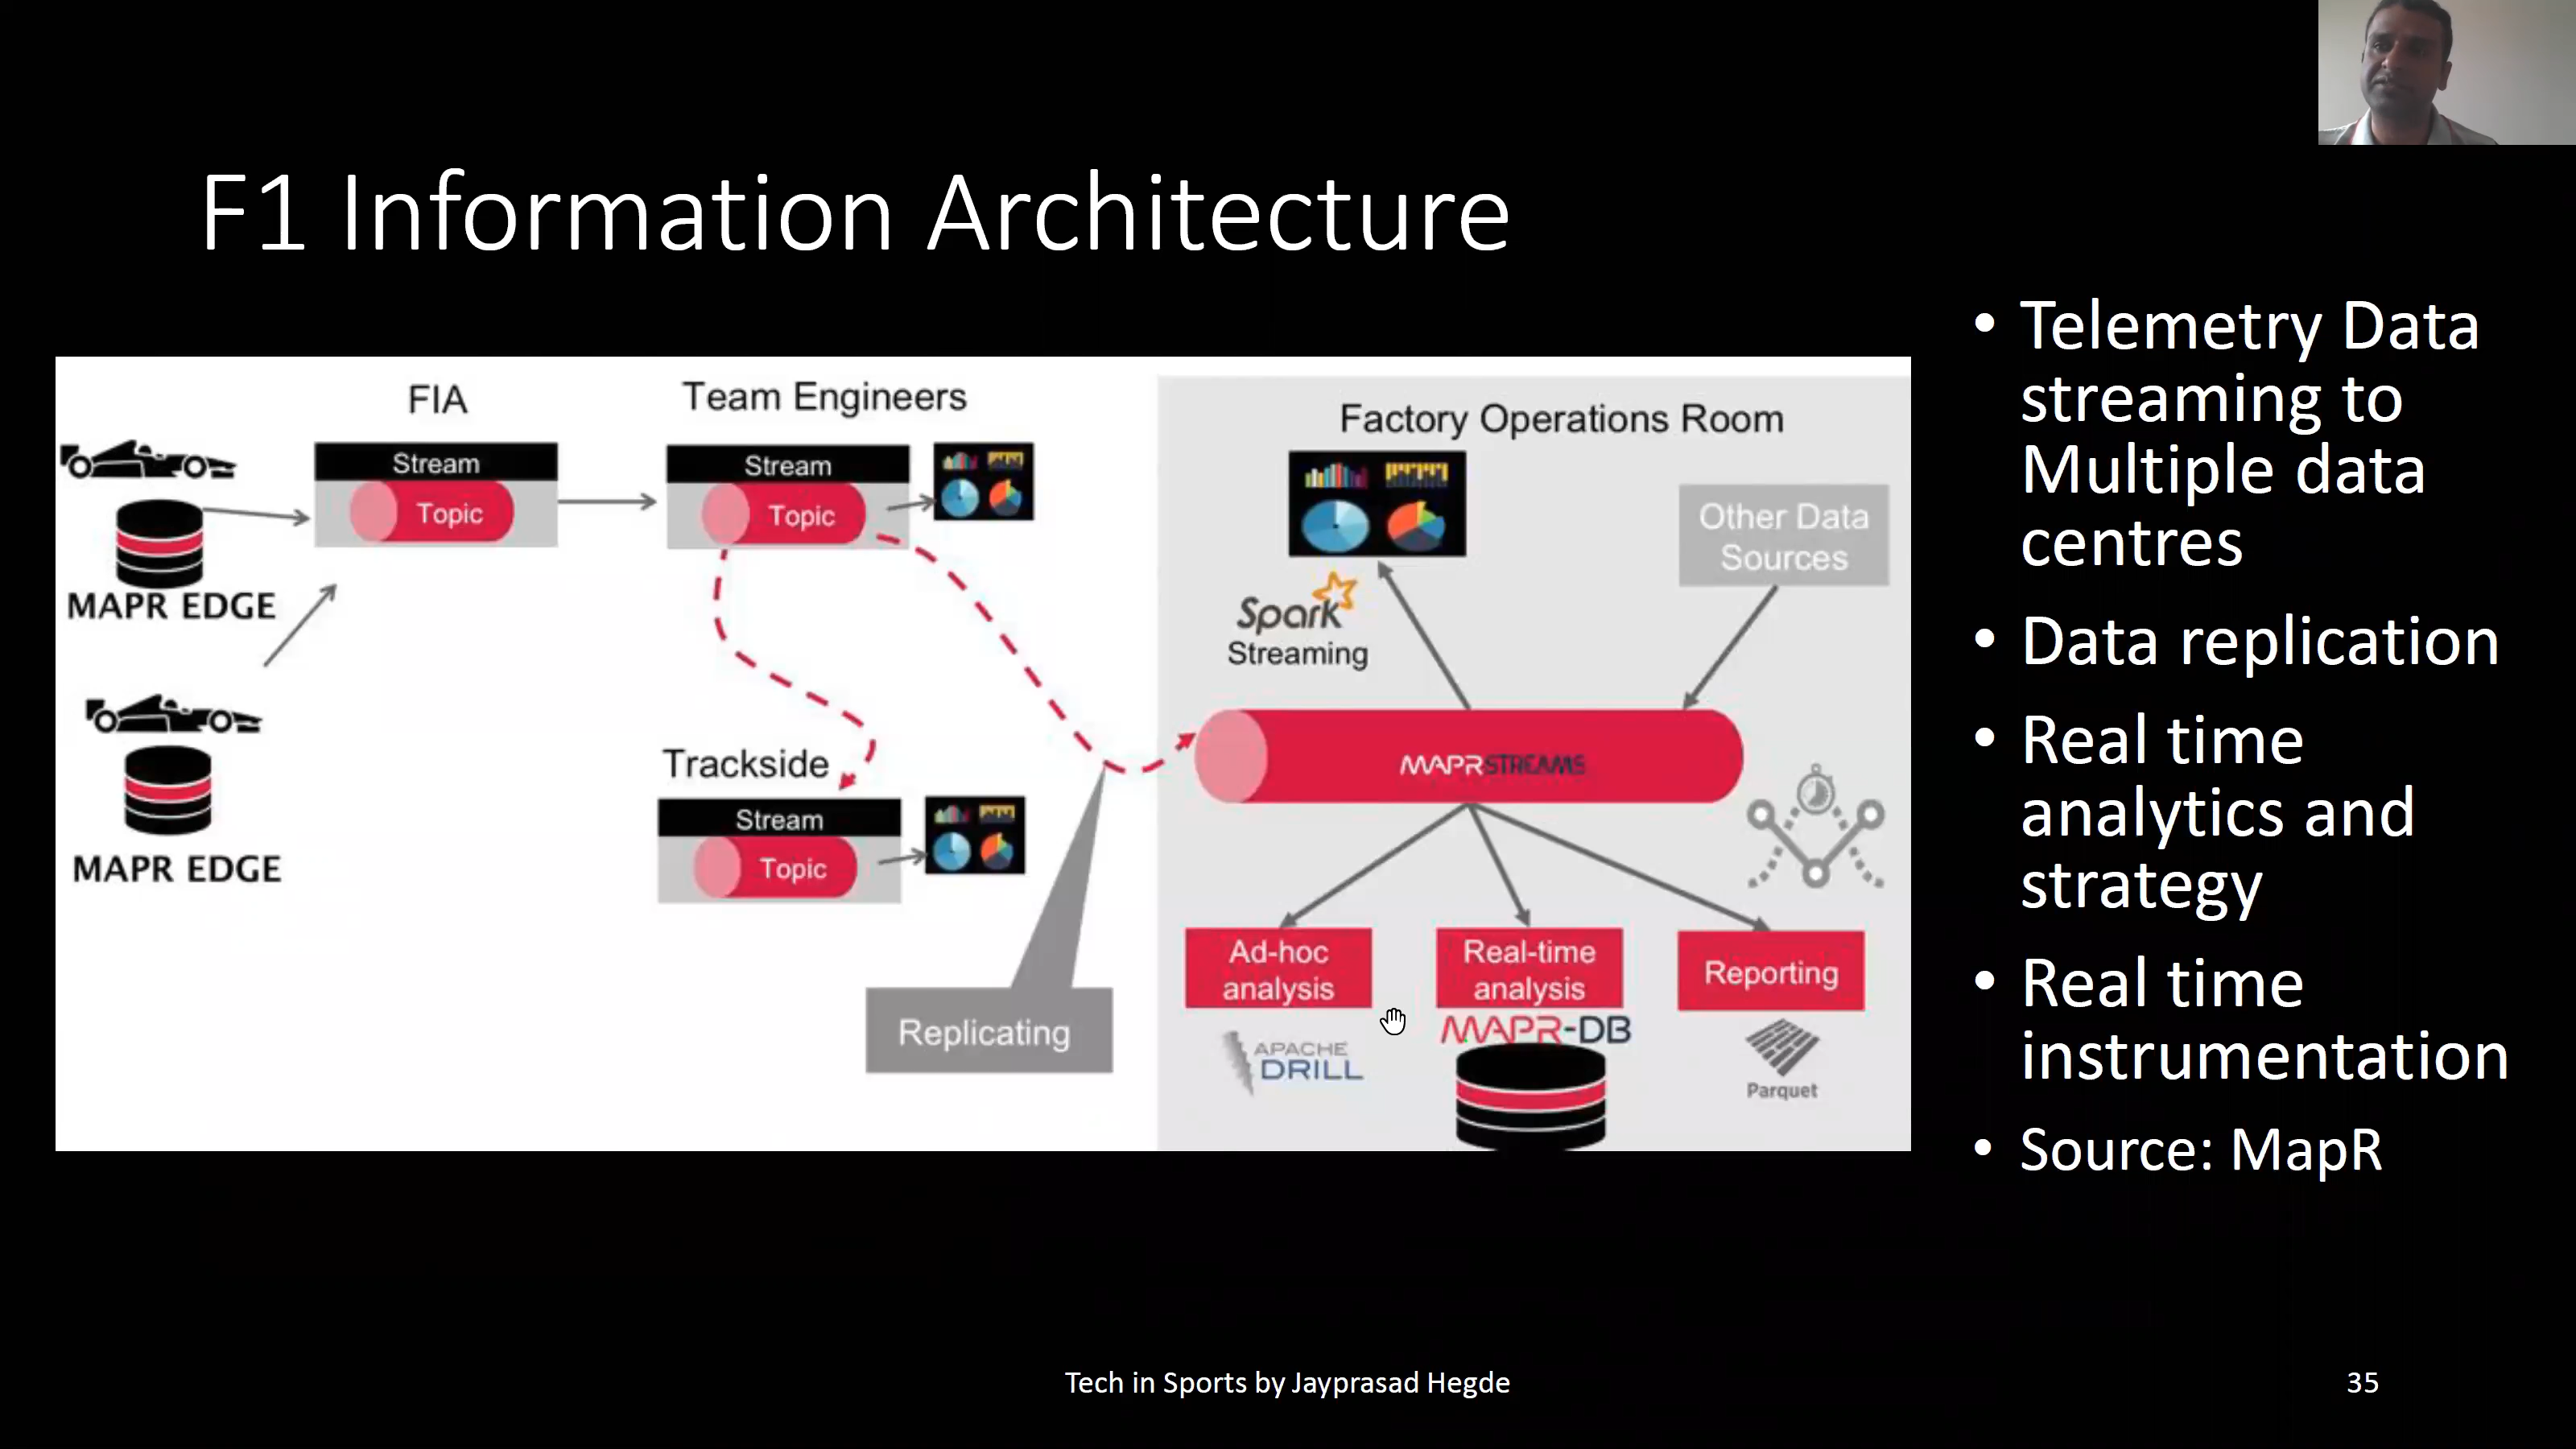 F1 Information Architecture
FIA
Stream
Topic
MAPR EDGE
MAPR EDGE
Team Engineers
Stream
Topic
Trackside
Stream
Topic
Replicating
Factory Operations Room
Spark
Streaming
Other Data
Sources
MAPRSTREAMS
Ad-hoc
analysis
APACHE
DRILL
Real-time
analysis
MAPR-DB
Reporting
Parquet
• Telemetry Data
streaming to
Multiple data
centres
• Data replication
• Real time
analytics and
strategy
• Real time
instrumentation
• Source: MapR
Tech in Sports by Jayprasad Hegde
35